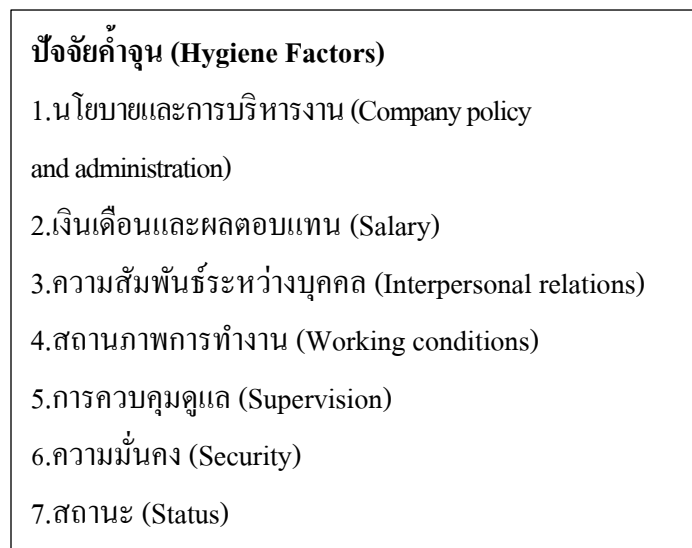 ปัจจัยค้ำจุน (Hygiene Factors)
1.นโยบายและการบริหารงาน (Company policy
and administration)
2.เงินเดือนและผลตอบแทน (Salary)
3.ความสัมพันธ์ระหว่างบุคคล (Interpersonal relations)
4.สถานภาพการทำงาน (Working conditions)
5.การควบคุมดูแล (Supervision)
6.ความมั่นคง (Security)
7.สถานะ (Status)